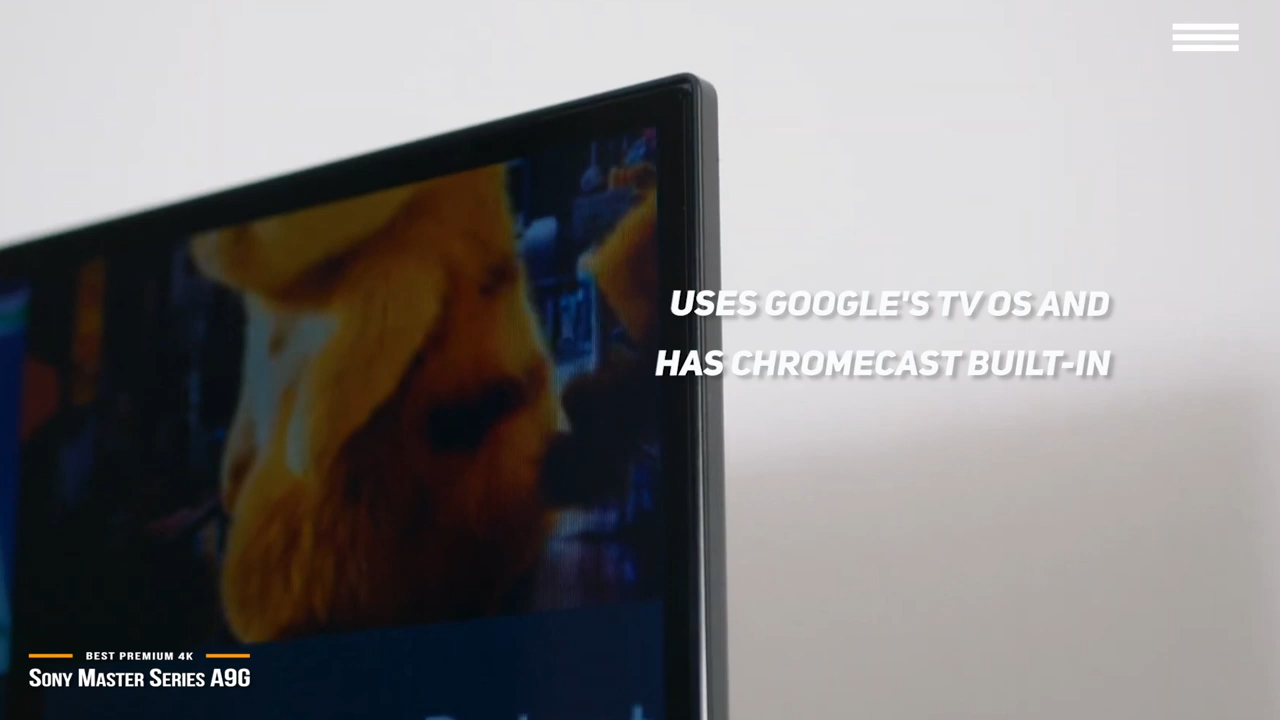 USES GOOGLE'S TV OS AND
HAS CHROMECAST BUILT-IN
BEST PREMIUM 4K
SONY MASTER SERIES A9G